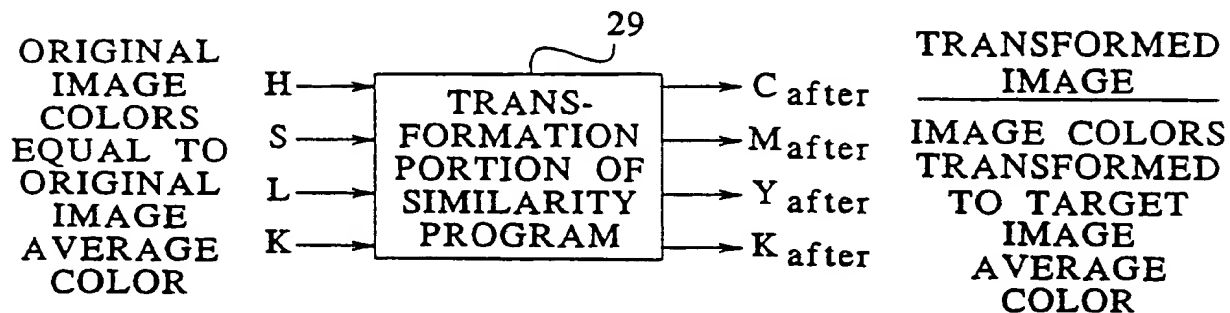 29
ORIGINAL
IMAGE
COLORS
EQUAL TO
ORIGINAL
IMAGE
AVERAGE
COLOR
H
S
L
K
TRANS-
FORMATION
PORTION OF
SIMILARITY
PROGRAM
C after
M after
Y after
K after
TRANSFORMED
IMAGE
IMAGE COLORS
TRANSFORMED
TO TARGET
IMAGE
AVERAGE
COLOR